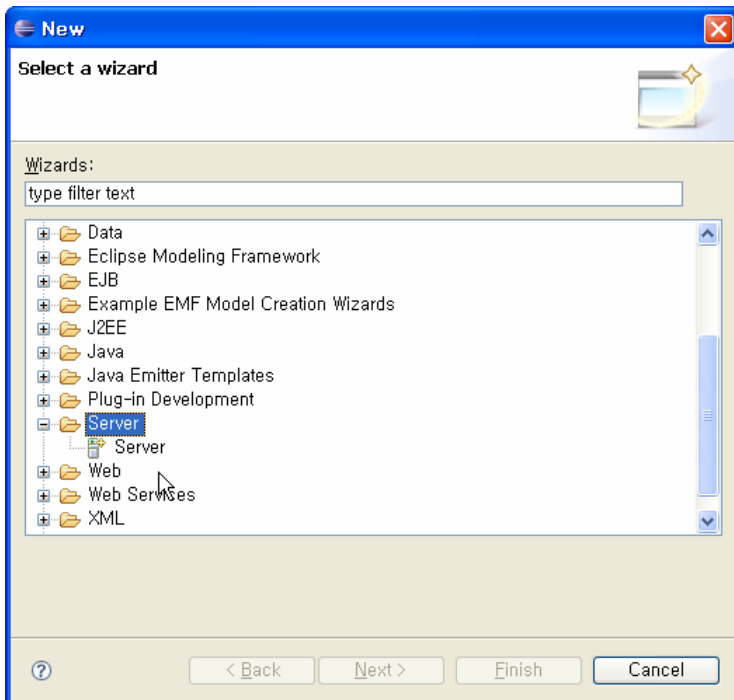 New
Select a wizard
Wizards:
type filter text
Data
Eclipse Modeling Framework
EJB
Example EMF Model Creation Wizards
J2EE
Java
Java Emitter Templates
Plug-in Development
Server
Server
Web
Web Services
XML
< Back Next > Finish Cancel